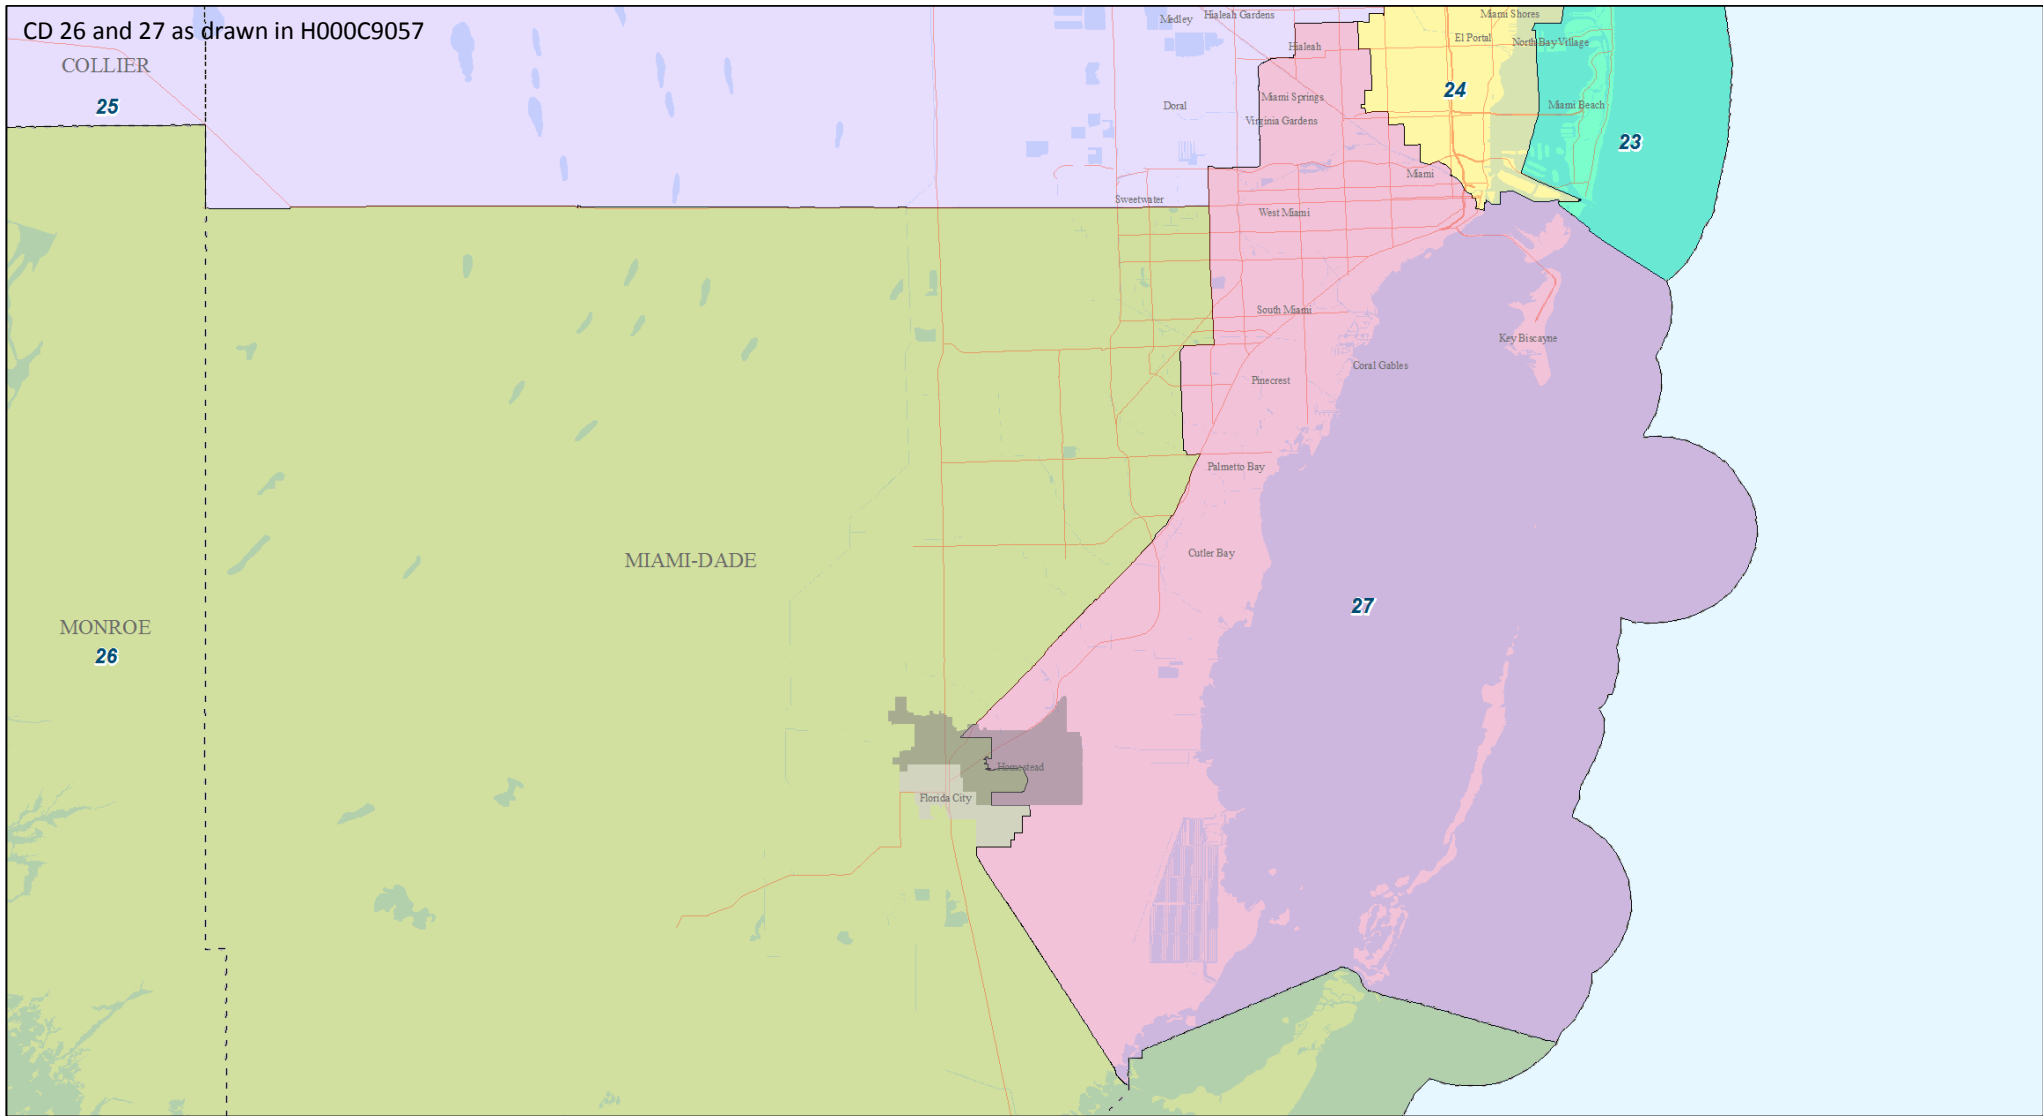 CD 26 and 27 as drawn in H000C9057
Medley
Hialeah Gardens
Miami Shores
Hialeah
El Portal
North Bay Village
COLLIER
25
24
Doral
Miami Springs
Miami Beach
Virginia Gardens
23
Miami
Sweetwater
West Miami
South Miami
Key Biscayne
Coral Gables
Pinecrest
Palmetto Bay
Cutler Bay
MIAMI-DADE
27
MONROE
26
Homestead
Florida City